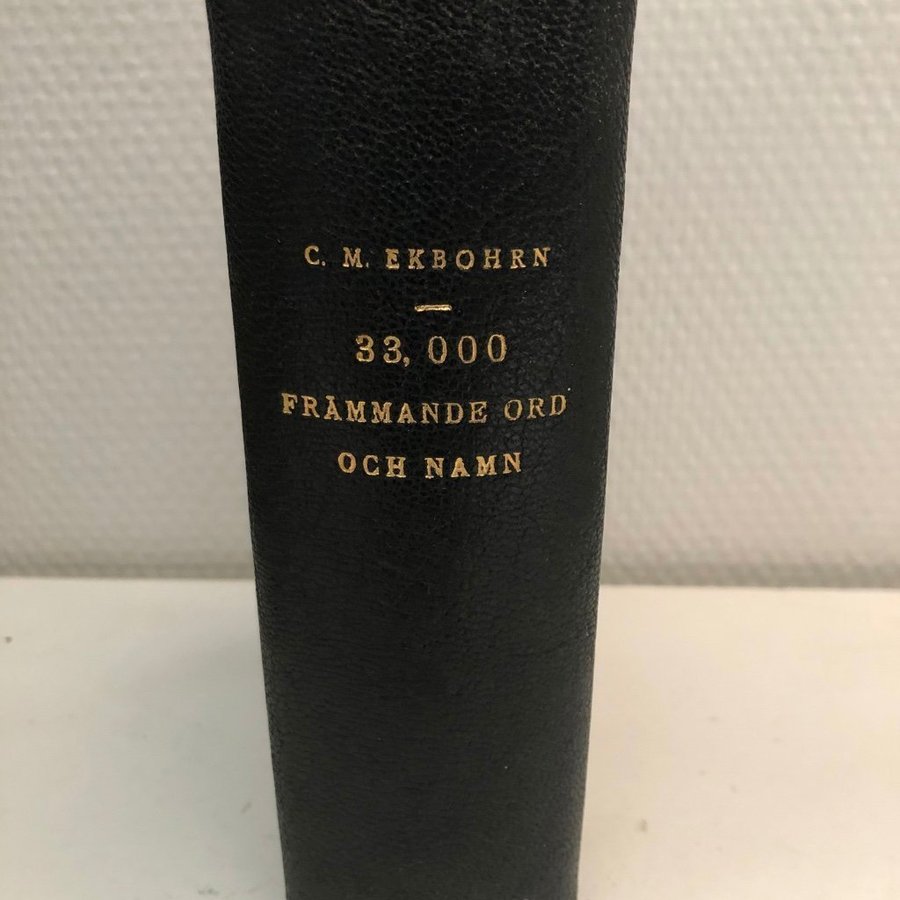 C. M. EKBOHRN
33,000
FRÄMMANDE ORD
OCH NAMN